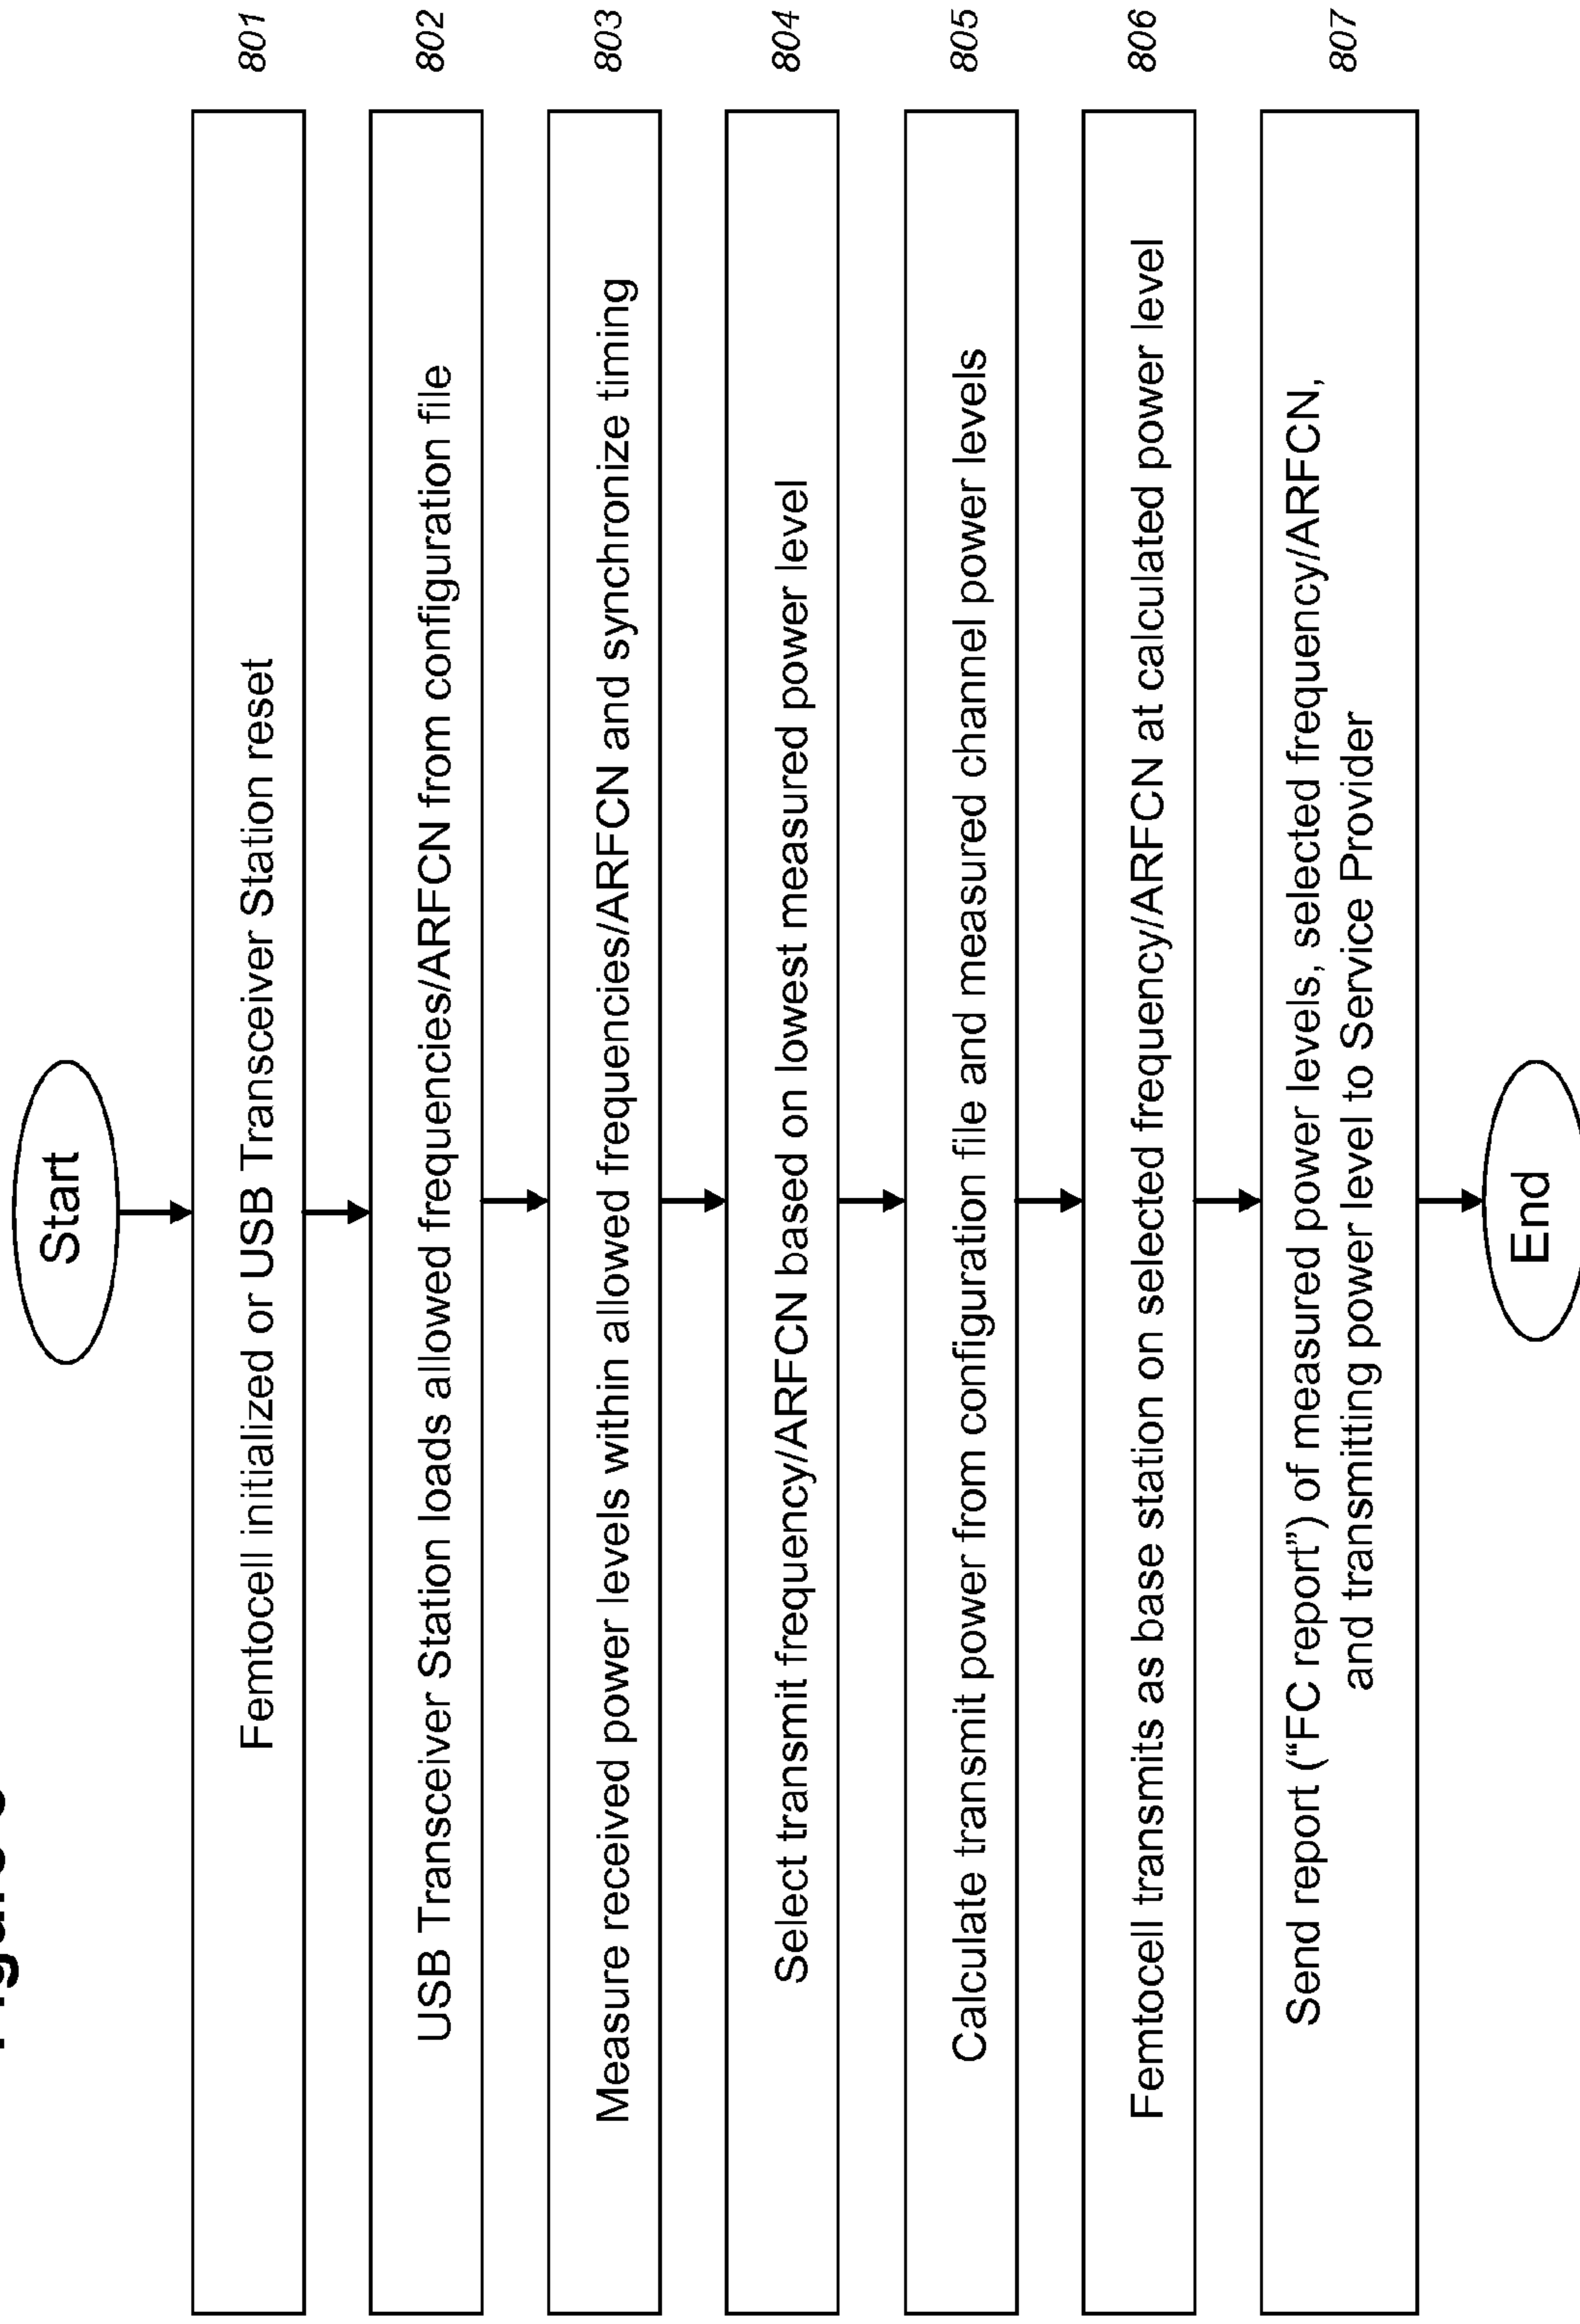 Start
Femtocell initialized or USB Transceiver Station reset
801
USB Transceiver Station loads allowed frequencies/ARFCN from configuration file
802
Measure received power levels within allowed frequencies/ARFCN and synchronize timing
803
Select transmit frequency/ARFCN based on lowest measured power level
804
Calculate transmit power from configuration file and measured channel power levels
805
Femtocell transmits as base station on selected frequency/ARFCN at calculated power level
806
Send report (“FC report”) of measured power levels, selected frequency/ARFCN,
and transmitting power level to Service Provider
807
End